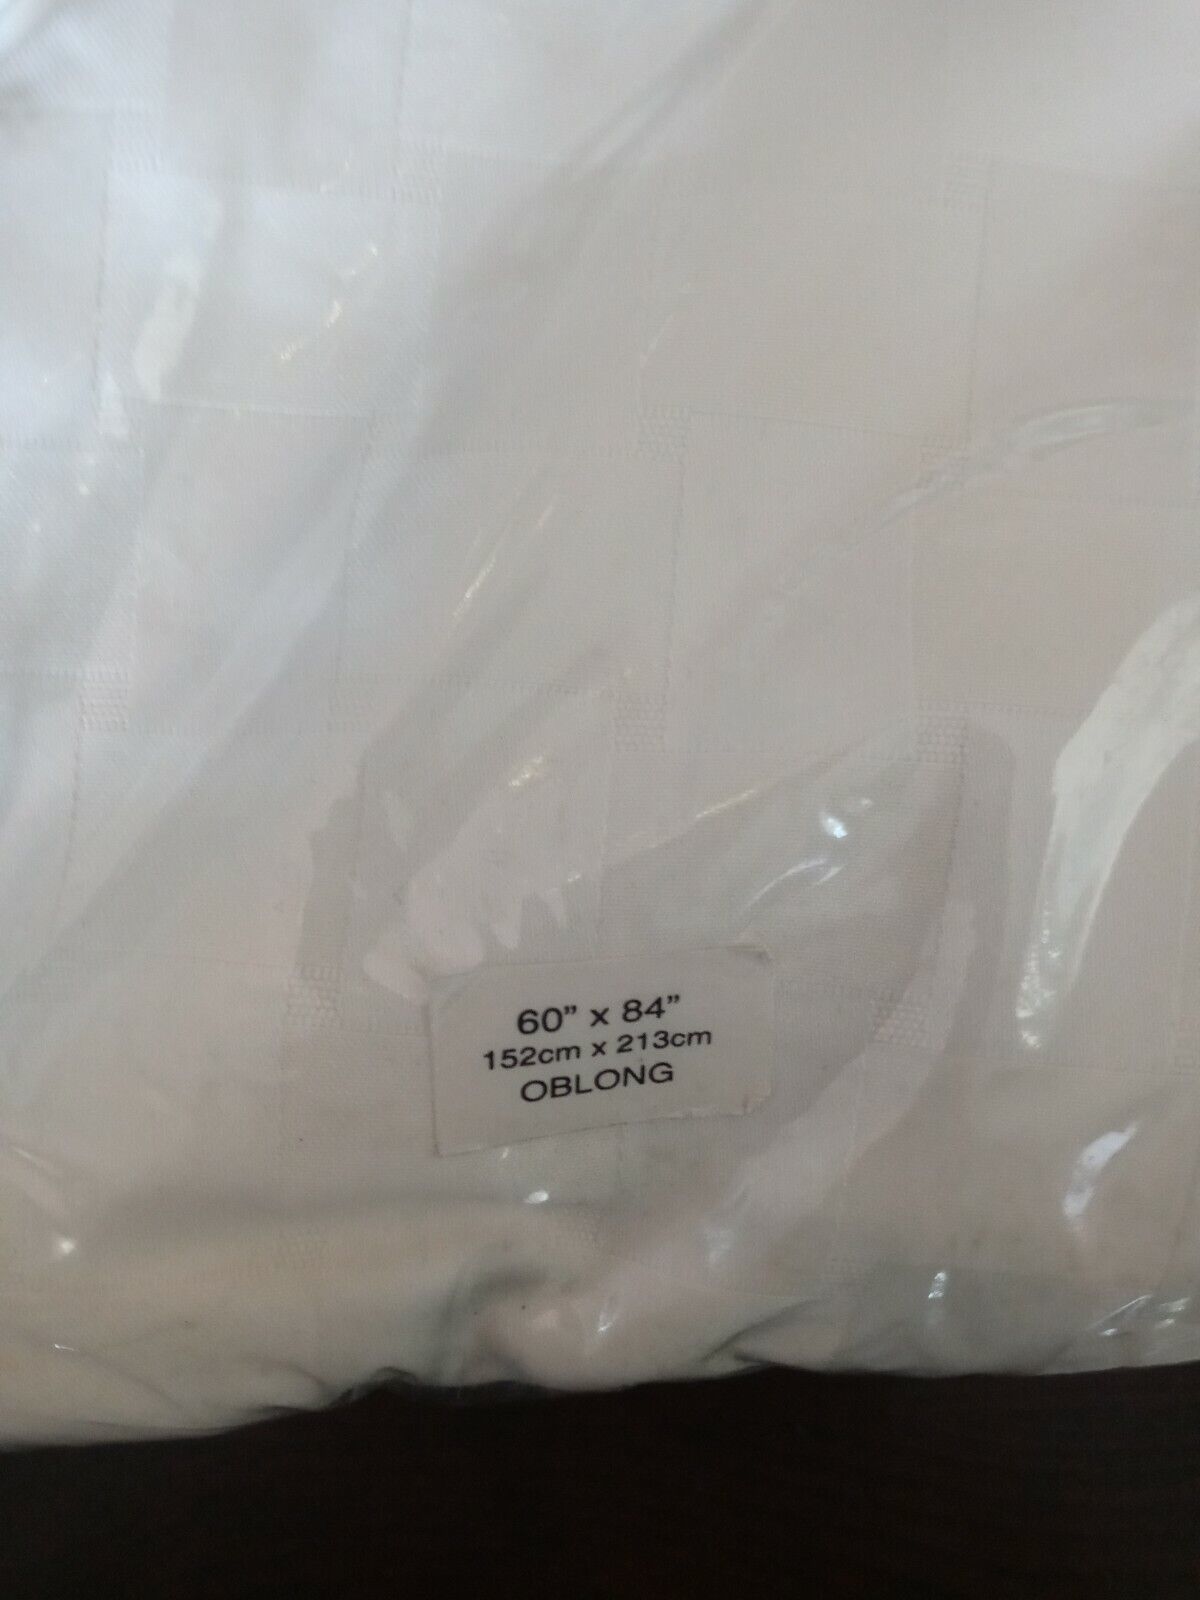 60” x 84”
152cm x 213cm
OBLONG